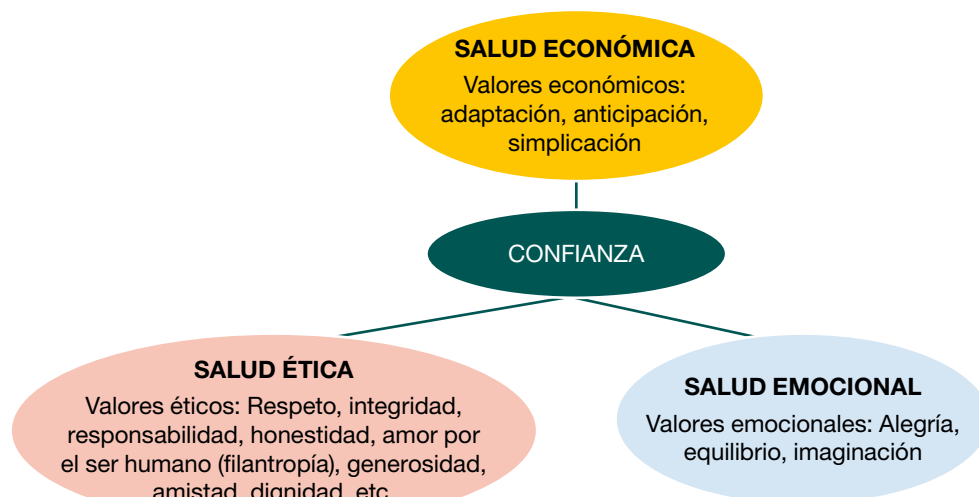 SALUD ECONÓMICA
Valores económicos:
adaptación, anticipación,
simplicación
CONFIANZA
SALUD ÉTICA
Valores éticos: Respeto, integridad,
responsabilidad, honestidad, amor por
el ser humano (filantropía), generosidad,
amistad, dignidad, etc
SALUD EMOCIONAL
Valores emocionales: Alegría,
equilibrio, imaginación